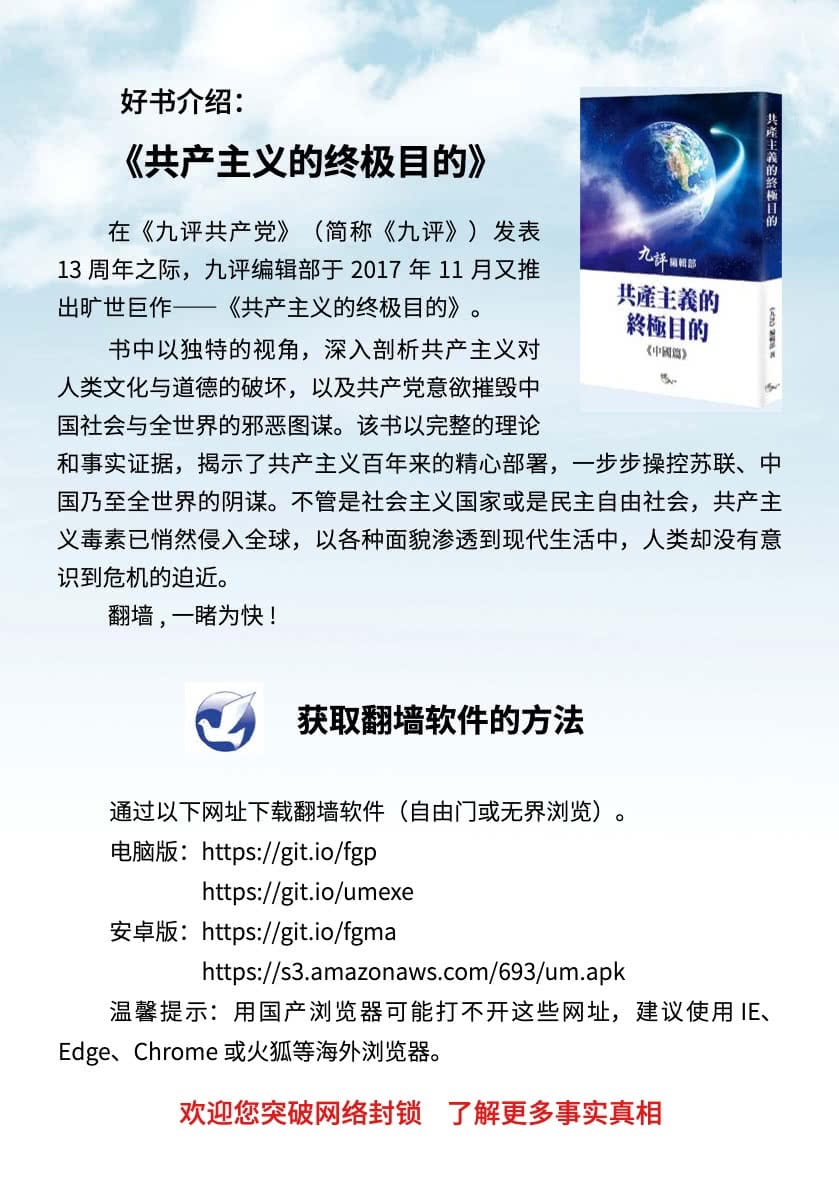 好书介绍：
《共产主义的终极目的》
在《九评共产党》（简称《九评》）发表
13 周年之际，九评编辑部于 2017 年 11 月又推
出旷世巨作——《共产主义的终极目的》。
书中以独特的视角，深入剖析共产主义对
人类文化与道德的破坏，以及共产党意欲摧毁中
国社会与全世界的邪恶图谋。该书以完整的理论
和事实证据，揭示了共产主义百年来的精心部署，一步步操控苏联、中
国乃至全世界的阴谋。不管是社会主义国家或是民主自由社会，共产主
义毒素已悄然侵入全球，以各种面貌渗透到现代生活中，人类却没有意
识到危机的迫近。
翻墙 , 一睹为快 !
九評編輯部
共產主義的
終極目的
《中國篇》
共產主義的終極目的
《九评》編輯部 著
获取翻墙软件的方法
通过以下网址下载翻墙软件（自由门或无界浏览）。
电脑版：https://git.io/fgp
https://git.io/umexe
安卓版：https://git.io/fgma
https://s3.amazonaws.com/693/um.apk
温馨提示：用国产浏览器可能打不开这些网址，建议使用 IE、
Edge、Chrome 或火狐等海外浏览器。
欢迎您突破网络封锁 了解更多事实真相